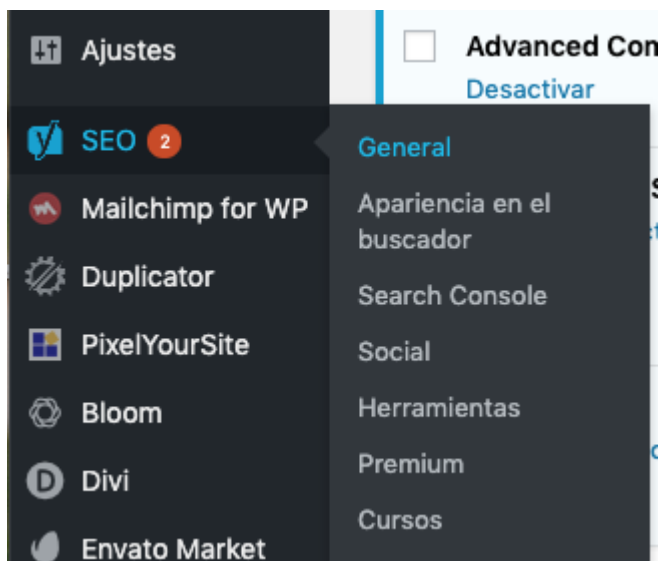 Ajustes
SEO 2
Mailchimp for WP
Duplicator
PixelYourSite
Bloom
Divi
Envato Market
Advanced
Desactivar
General
Apariencia en el
buscador
Search Console
Social
Herramientas
Premium
Cursos